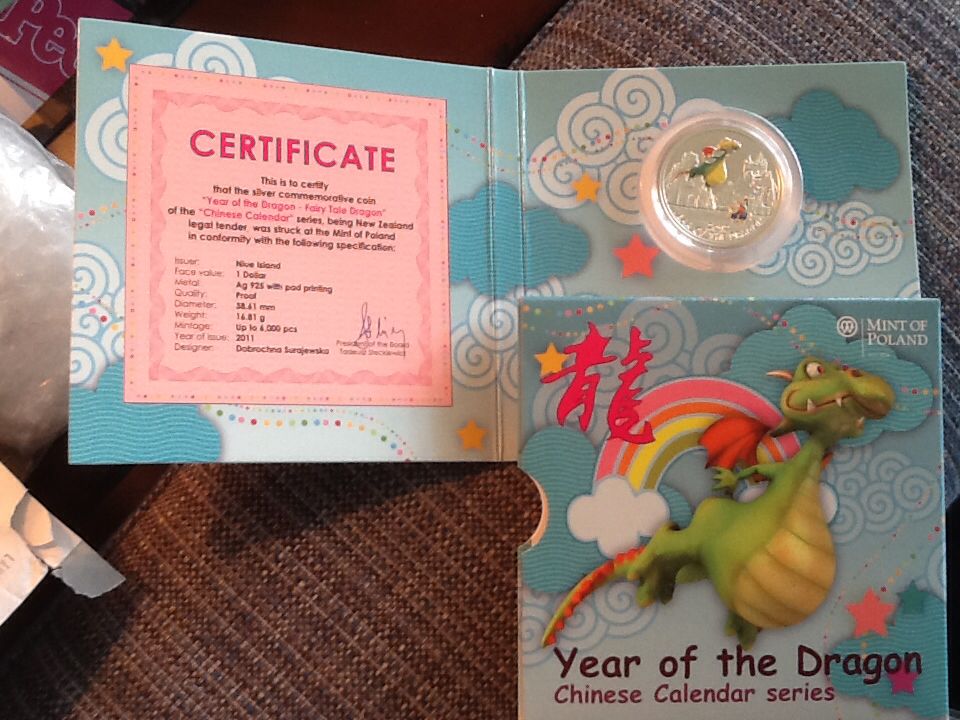 Pe
CERTIFICATE
This is to certify
that the silver commemorative coin
"Year of the Dragon - Fairy Tale Dragon"
of the "Chinese Calendar" series, being New Zealand
legal tender, was struck at the Mint of Poland
in conformity with the following specification:
Issuer: Niue Island
Face value: 1 Dollar
Metal: Ag 925 with pad printing
Quality: Proof
Diameter: 38.61 mm
Weight: 16.81 g
Mintage: Up to 6,000 pcs
Year of issue: 2011
Designer: Dobrochna Surajewska
President of the Board
Tadeusz Steckiewicz
MINT OF
POLAND
龍
Year of the Dragon
Chinese Calendar series